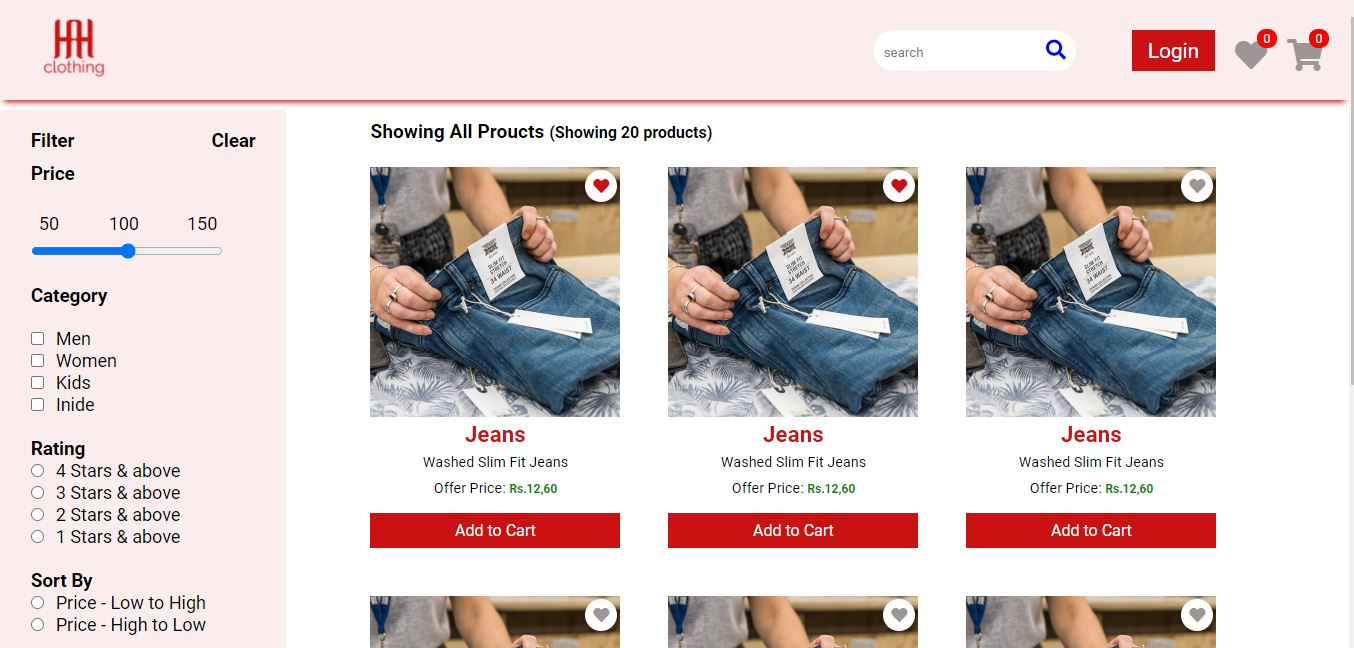 HH
clothing
search
Login
0
0
Filter
Clear
Price
50 100 150
Category
Men
Women
Kids
Inide
Rating
4 Stars & above
3 Stars & above
2 Stars & above
1 Stars & above
Sort By
Price - Low to High
Price - High to Low
Showing All Proucts (Showing 20 products)
SLIM FIT
STRETCH
34 WAIST
Jeans
Washed Slim Fit Jeans
Offer Price: Rs.12,60
Add to Cart
SLIM FIT
STRETCH
34 WAIST
Jeans
Washed Slim Fit Jeans
Offer Price: Rs.12,60
Add to Cart
SLIM FIT
STRETCH
34 WAIST
Jeans
Washed Slim Fit Jeans
Offer Price: Rs.12,60
Add to Cart